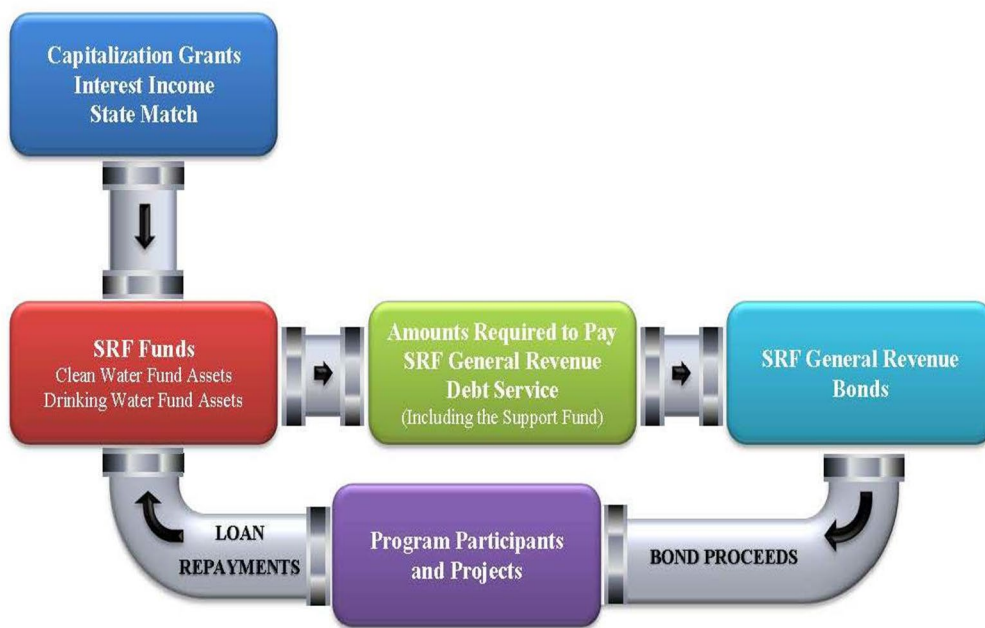 Capitalization Grants
Interest Income
State Match
SRF Funds
Clean Water Fund Assets
Drinking Water Fund Assets
Amounts Required to Pay
SRF General Revenue
Debt Service
(Including the Support Fund)
SRF General Revenue
Bonds
LOAN
REPAYMENTS
Program Participants
and Projects
BOND PROCEEDS